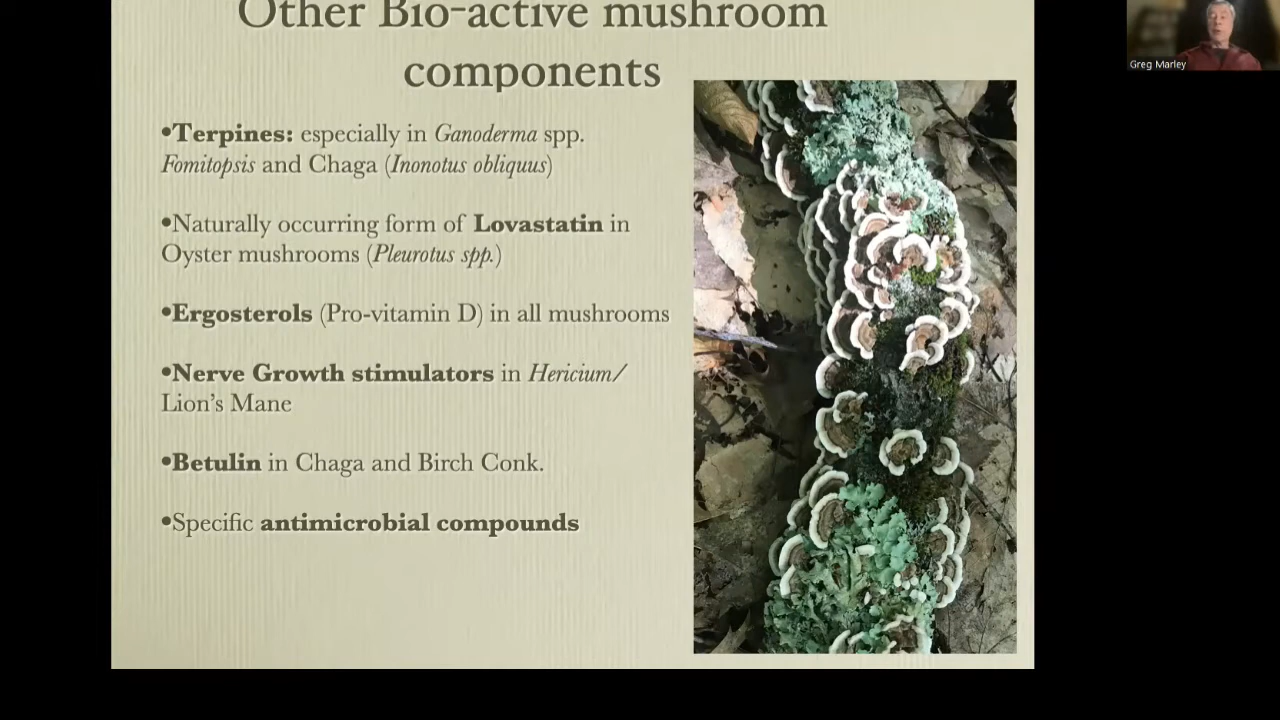 Other Bio-active mushroom
components
•Terpines: especially in Ganoderma spp.
Fomitopsis and Chaga (Inonotus obliquus)
•Naturally occurring form of Lovastatin in
Oyster mushrooms (Pleurotus spp.)
•Ergosterols (Pro-vitamin D) in all mushrooms
•Nerve Growth stimulators in Hericium/
Lion's Mane
•Betulin in Chaga and Birch Conk.
•Specific antimicrobial compounds
Greg Marley